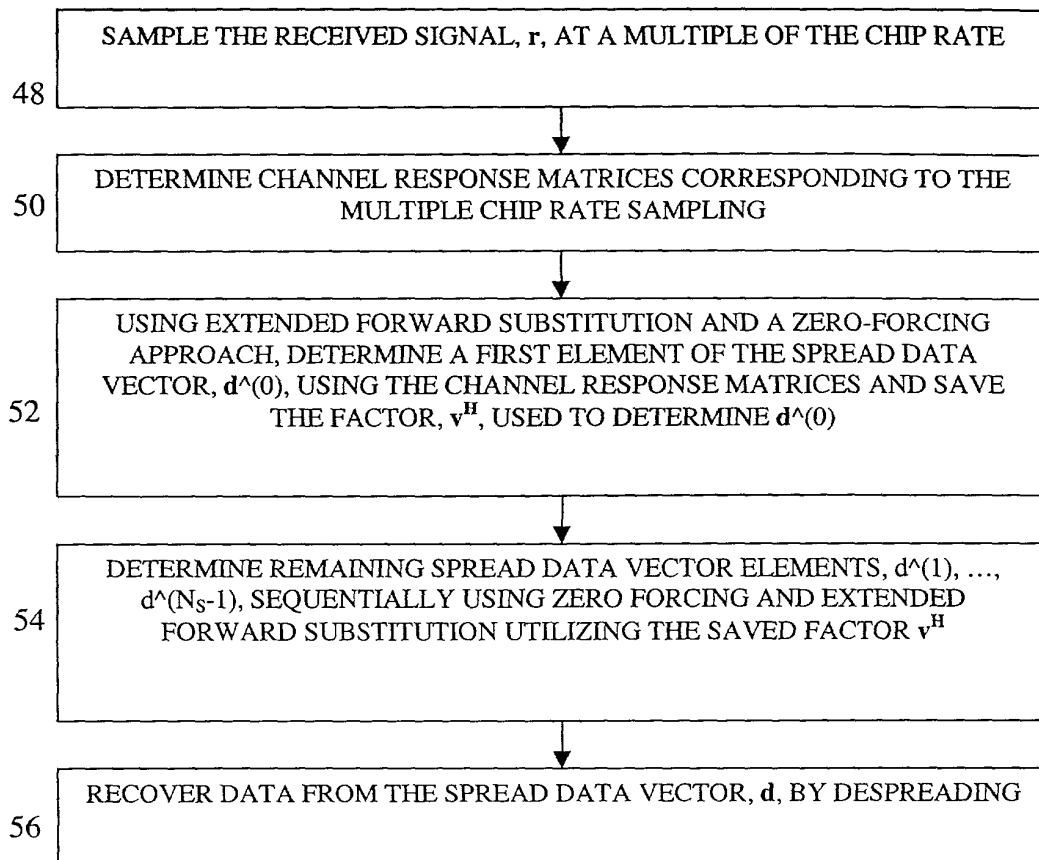 SAMPLE THE RECEIVED SIGNAL, r, AT A MULTIPLE OF THE CHIP RATE
48
DETERMINE CHANNEL RESPONSE MATRICES CORRESPONDING TO THE
MULTIPLE CHIP RATE SAMPLING
50
USING EXTENDED FORWARD SUBSTITUTION AND A ZERO-FORCING
APPROACH, DETERMINE A FIRST ELEMENT OF THE SPREAD DATA
VECTOR, d^(0), USING THE CHANNEL RESPONSE MATRICES AND SAVE
THE FACTOR, v^H, USED TO DETERMINE d^(0)
52
DETERMINE REMAINING SPREAD DATA VECTOR ELEMENTS, d^(1), ...,
d^(N_S-1), SEQUENTIALLY USING ZERO FORCING AND EXTENDED
FORWARD SUBSTITUTION UTILIZING THE SAVED FACTOR v^H
54
RECOVER DATA FROM THE SPREAD DATA VECTOR, d, BY DESPREADING
56